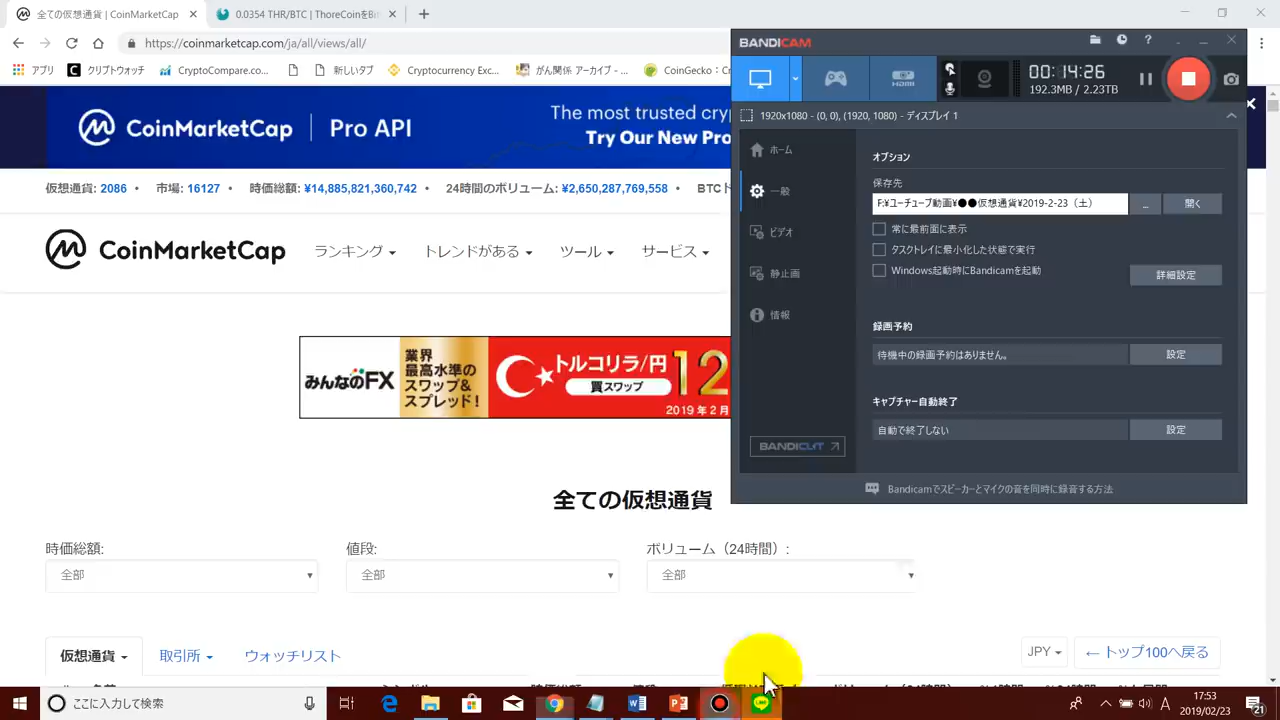 全ての仮想通貨 | CoinMarketCap
0.0354 THR/BTC | ThoreCoinをBit
https://coinmarketcap.com/ja/all/views/all/
アプリ
クリプトウォッチ
CryptoCompare.co...
新しいタブ
Cryptocurrency Exc...
がん関係 アーカイブ - ...
CoinGecko：C
BANDICAM
HDMI
00:14:26
192.3MB / 2.23TB
1920x1080 - (0, 0), (1920, 1080) - ディスプレイ 1
ホーム
一般
ビデオ
静止画
情報
BANDICUT
オプション
保存先
F:¥ユーチューブ動画¥●●仮想通貨¥2019-2-23（土）
...
開く
常に最前面に表示
タスクトレイに最小化した状態で実行
Windows起動時にBandicamを起動
詳細設定
録画予約
待機中の録画予約はありません。
設定
キャプチャー自動終了
自動で終了しない
設定
Bandicamでスピーカーとマイクの音を同時に録音する方法
CoinMarketCap | Pro API
The most trusted cry
Try Our New Pro
仮想通貨: 2086 • 市場: 16127 • 時価総額: ¥14,885,821,360,742 • 24時間のボリューム: ¥2,650,287,769,558 • BTC
CoinMarketCap
ランキング
トレンドがある
ツール
サービス
みんなのFX
業界
最高水準の
スワップ&
スプレッド!
トルコリラ/円
買スワップ
12
2019年2月
全ての仮想通貨
時価総額:
全部
値段:
全部
ボリューム（24時間）:
全部
仮想通貨
取引所
ウォッチリスト
JPY
← トップ100へ戻る
ここに入力して検索
A
17:53
2019/02/23
21